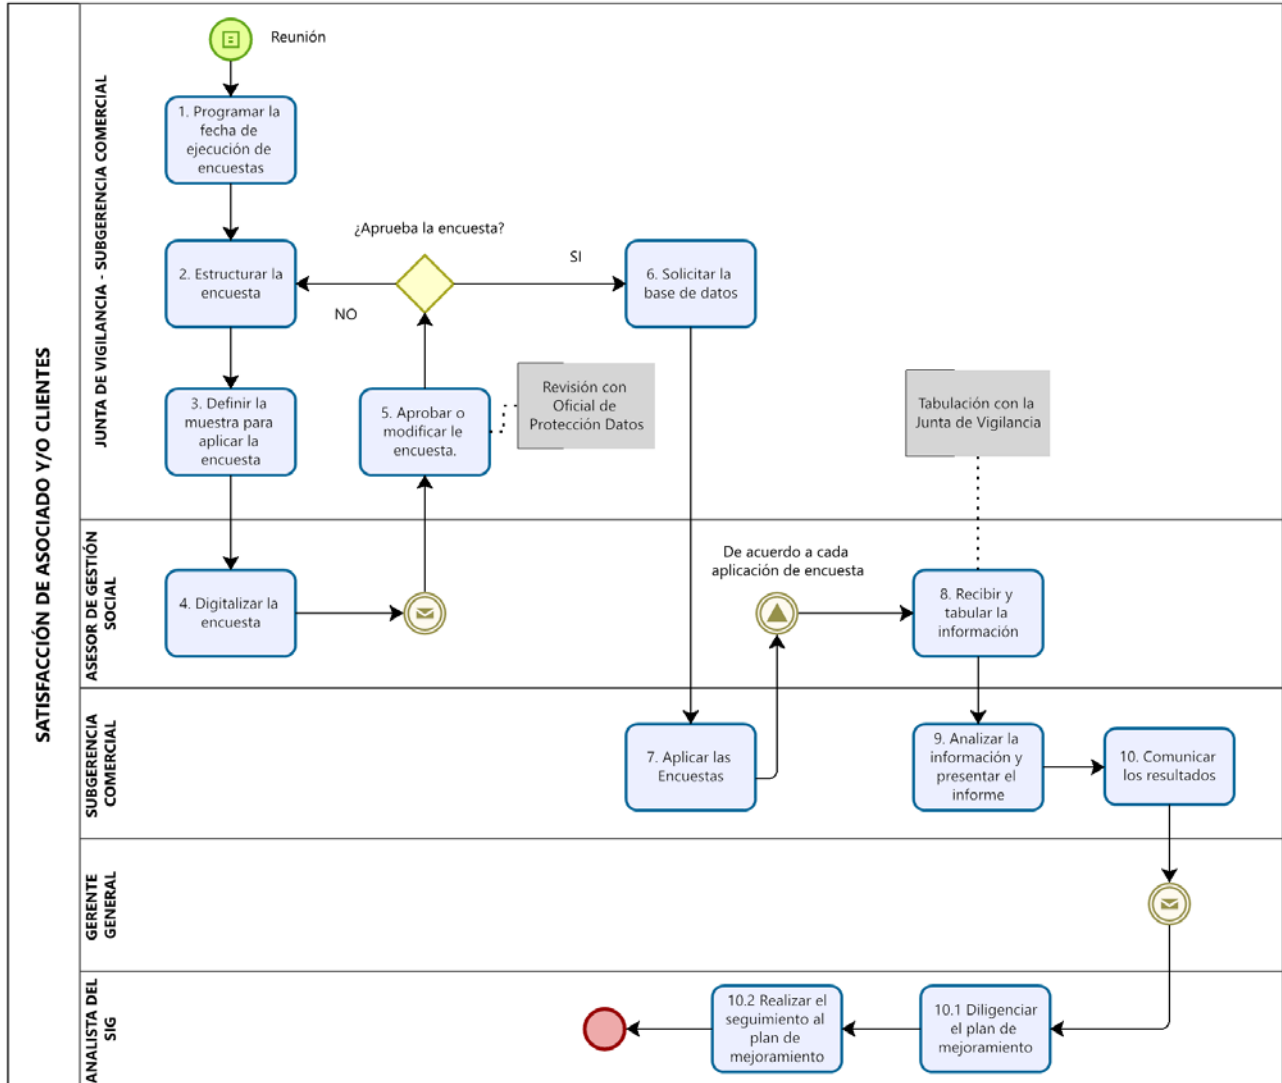 SATISFACCIÓN DE ASOCIADO Y/O CLIENTES
JUNTA DE VIGILANCIA - SUBGERENCIA COMERCIAL
Reunión
1. Programar la
fecha de
ejecución de
encuestas
2. Estructurar la
encuesta
¿Aprueba la encuesta?
NO
SI
6. Solicitar la
base de datos
3. Definir la
muestra para
aplicar la
encuesta
5. Aprobar o
modificar le
encuesta.
Revisión con
Oficial de
Protección Datos
Tabulación con la
Junta de Vigilancia
ASESOR DE GESTIÓN
SOCIAL
4. Digitalizar la
encuesta
De acuerdo a cada
aplicación de encuesta
8. Recibir y
tabular la
información
SUBGERENCIA
COMERCIAL
7. Aplicar las
Encuestas
9. Analizar la
información y
presentar el
informe
10. Comunicar
los resultados
GERENTE
GENERAL
ANALISTA DEL
SIG
10.2 Realizar el
seguimiento al
plan de
mejoramiento
10.1 Diligenciar
el plan de
mejoramiento